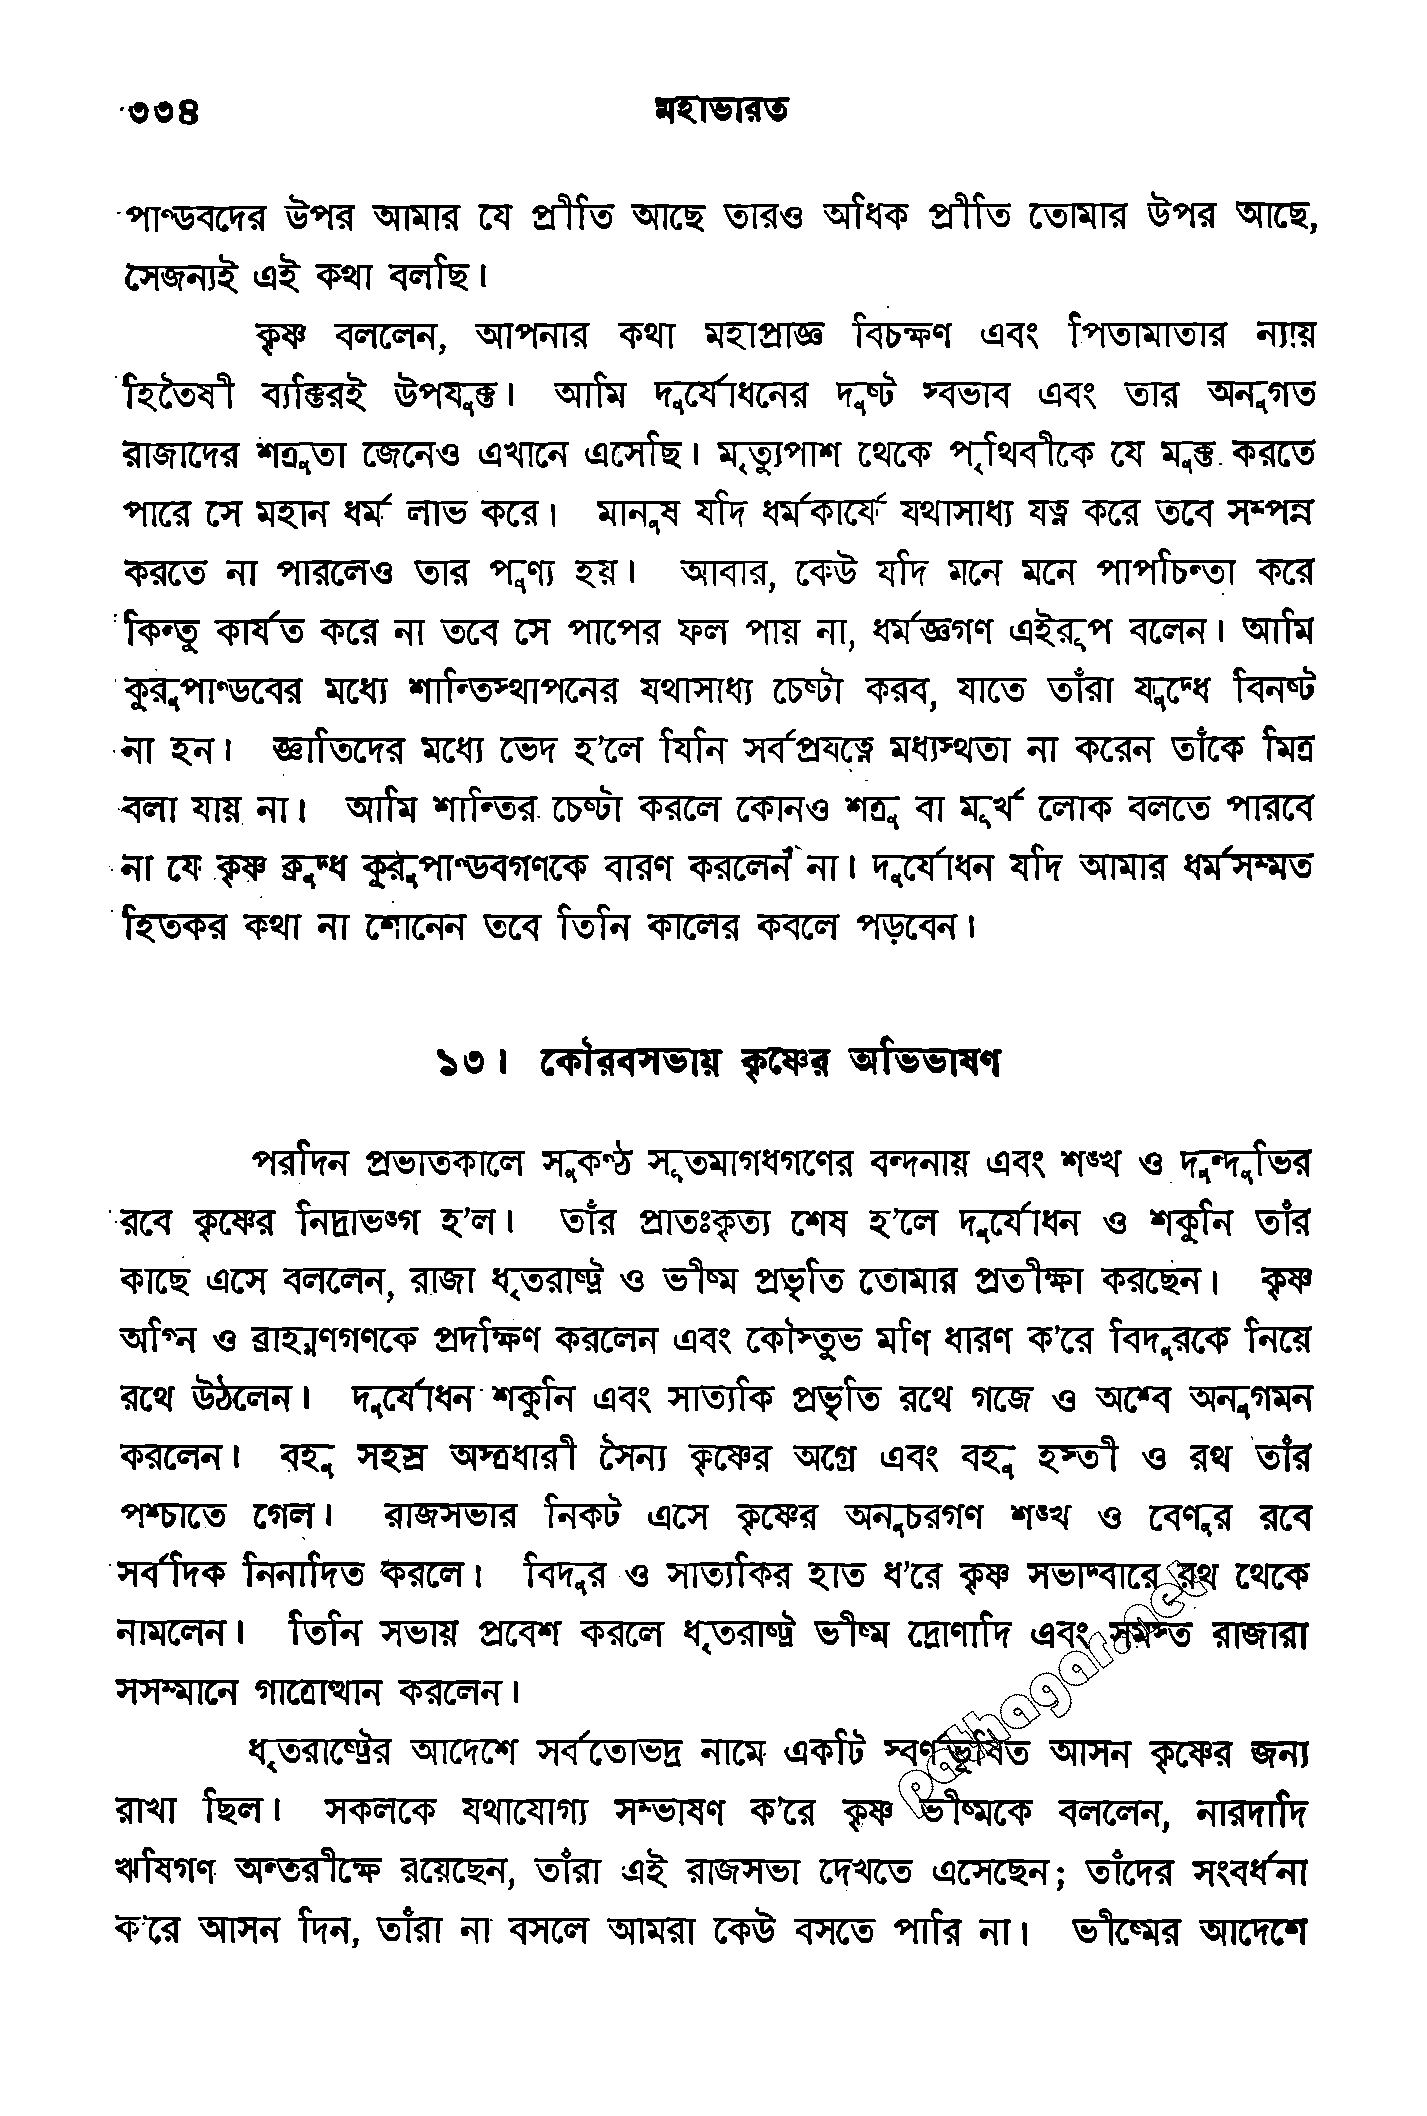 ৩৩৪ মহাভারত
পাণ্ডবদের উপর আমার যে প্রীতি আছে তারও অধিক প্রীতি তোমার উপর আছে,
সেজন্যই এই কথা বলছি।
কৃষ্ণ বললেন, আপনার কথা মহাপ্রাজ্ঞ বিচক্ষণ এবং পিতামাতার ন্যায়
হিতৈষী ব্যক্তিরই উপযুক্ত। আমি দুর্যোধনের দুষ্ট স্বভাব এবং তার অনুগত
রাজাদের শত্রুতা জেনেও এখানে এসেছি। মৃত্যুপাশ থেকে পৃথিবীকে যে মুক্ত করতে
পারে সে মহান ধর্ম লাভ করে। মানুষ যদি ধর্মকার্যে যথাসাধ্য যত্ন করে তবে সম্পন্ন
করতে না পারলেও তার পুণ্য হয়। আবার, কেউ যদি মনে মনে পাপচিন্তা করে
কিন্তু কার্যত করে না তবে সে পাপের ফল পায় না, ধর্মজ্ঞগণ এইরূপ বলেন। আমি
কুরুপাণ্ডবের মধ্যে শান্তিস্থাপনের যথাসাধ্য চেষ্টা করব, যাতে তাঁরা যুদ্ধে বিনষ্ট
না হন। জ্ঞাতিদের মধ্যে ভেদ হ'লে যিনি সর্বপ্রযত্নে মধ্যস্থতা না করেন তাঁকে মিত্র
বলা যায় না। আমি শান্তির চেষ্টা করলে কোনও শত্রু বা মূর্খ লোক বলতে পারবে
না যে কৃষ্ণ ক্রুদ্ধ কুরুপাণ্ডবগণকে বারণ করলেন না। দুর্যোধন যদি আমার ধর্মসম্মত
হিতকর কথা না শোনেন তবে তিনি কালের কবলে পড়বেন।
১৩। কৌরবসভায় কৃষ্ণের অভিভাষণ
পরদিন প্রভাতকালে সুকণ্ঠ সূতমাগধগণের বন্দনায় এবং শঙ্খ ও দুন্দুভির
রবে কৃষ্ণের নিদ্রাভঙ্গ হ'ল। তাঁর প্রাতঃকৃত্য শেষ হ'লে দুর্যোধন ও শকুনি তাঁর
কাছে এসে বললেন, রাজা ধৃতরাষ্ট্র ও ভীষ্ম প্রভৃতি তোমার প্রতীক্ষা করছেন। কৃষ্ণ
অগ্নি ও ব্রাহ্মণগণকে প্রদক্ষিণ করলেন এবং কৌস্তুভ মণি ধারণ ক'রে বিদুরকে নিয়ে
রথে উঠলেন। দুর্যোধন শকুনি এবং সাত্যকি প্রভৃতি রথে গজে ও অশ্বে অনুগমন
করলেন। বহু সহস্র অস্ত্রধারী সৈন্য কৃষ্ণের অগ্রে এবং বহু হস্তী ও রথ তাঁর
পশ্চাতে গেল। রাজসভার নিকট এসে কৃষ্ণের অনুচরগণ শঙ্খ ও বেণুর রবে
সর্বদিক নিনাদিত করলে। বিদুর ও সাত্যকির হাত ধ'রে কৃষ্ণ সভাদ্বারে রথ থেকে
নামলেন। তিনি সভায় প্রবেশ করলে ধৃতরাষ্ট্র ভীষ্ম দ্রোণাদি এবং সমস্ত রাজারা
সসম্মানে গাত্রোত্থান করলেন।
ধৃতরাষ্ট্রের আদেশে সর্বতোভদ্র নামে একটি স্বর্ণভূষিত আসন কৃষ্ণের জন্য
রাখা ছিল। সকলকে যথাযোগ্য সম্ভাষণ ক'রে কৃষ্ণ ভীষ্মকে বললেন, নারদাদি
ঋষিগণ অন্তরীক্ষে রয়েছেন, তাঁরা এই রাজসভা দেখতে এসেছেন; তাঁদের সংবর্ধনা
ক'রে আসন দিন, তাঁরা না বসলে আমরা কেউ বসতে পারি না। ভীষ্মের আদেশে
pathagar.net